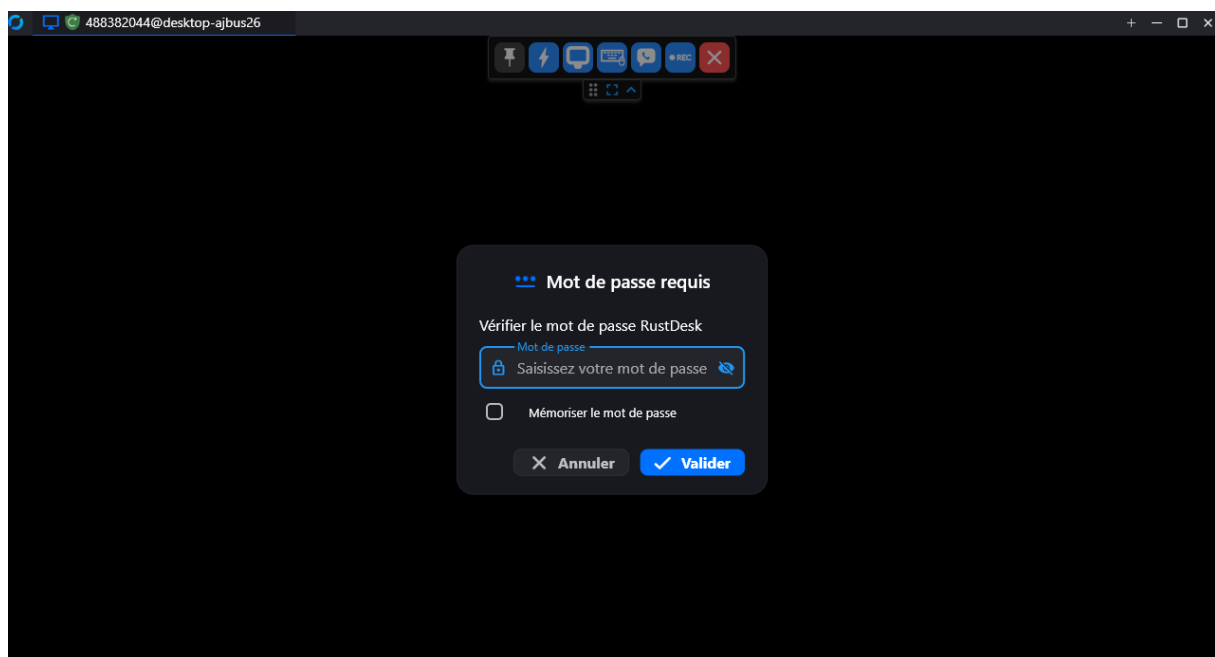 488382044@desktop-ajbus26
REC
Mot de passe requis
Vérifier le mot de passe RustDesk
Mot de passe
Saisissez votre mot de passe
Mémoriser le mot de passe
Annuler
Valider